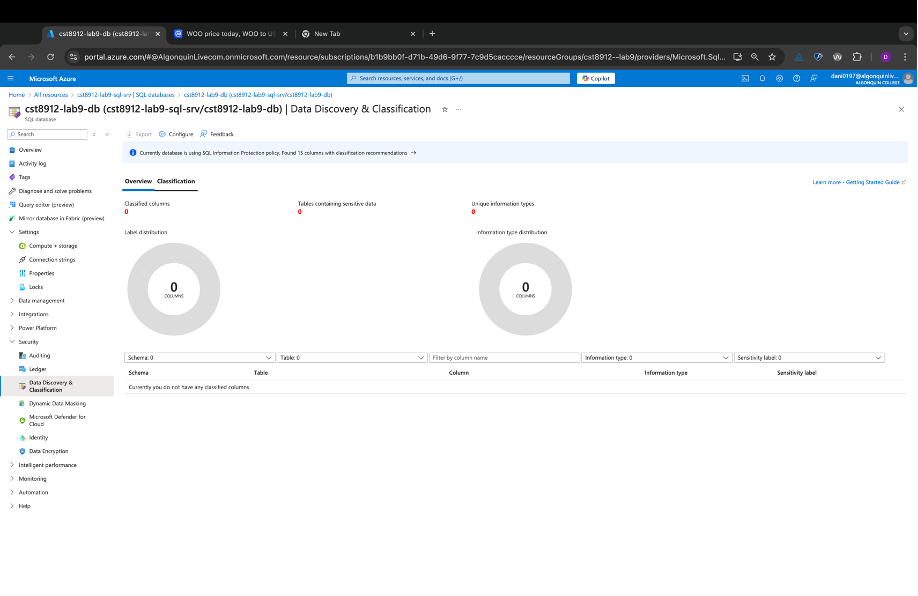 cst8912-lab9-db (cst8912-lab
WOO price today, WOO to US
New Tab
portal.azure.com/#@AlgonquinLivecom.onmicrosoft.com/resource/subscriptions/b1b9bb0f-d71b-49d6-9f77-7c9d5cacccce/resourceGroups/cst8912--lab9/providers/Microsoft.Sql...
D
Microsoft Azure
Search resources, services, and docs (G+/)
Copilot
dani0197@algonquinliv...
ALGONQUIN COLLEGE
Home > All resources > cst8912-lab9-sql-srv | SQL databases > cst8912-lab9-db (cst8912-lab9-sql-srv/cst8912-lab9-db)
cst8912-lab9-db (cst8912-lab9-sql-srv/cst8912-lab9-db) | Data Discovery & Classification
SQL database
Search
Export Configure Feedback
Currently database is using SQL Information Protection policy. Found 15 columns with classification recommendations →
Overview Classification
Learn more - Getting Started Guide
Classified columns
0
Tables containing sensitive data
0
Unique information types
0
Label distribution
0
COLUMNS
Information type distribution
0
COLUMNS
Schema: 0
Table: 0
Filter by column name
Information type: 0
Sensitivity label: 0
Schema Table Column Information type Sensitivity label
Currently you do not have any classified columns
Overview
Activity log
Tags
Diagnose and solve problems
Query editor (preview)
Mirror database in Fabric (preview)
Settings
Compute + storage
Connection strings
Properties
Locks
Data management
Integrations
Power Platform
Security
Auditing
Ledger
Data Discovery &
Classification
Dynamic Data Masking
Microsoft Defender for
Cloud
Identity
Data Encryption
Intelligent performance
Monitoring
Automation
Help